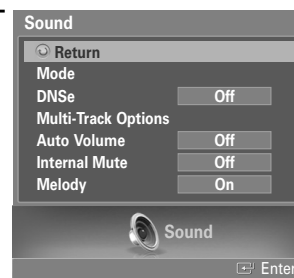 Sound
Return
Mode
DNSe Off
Multi-Track Options
Auto Volume Off
Internal Mute Off
Melody On
Sound
Enter